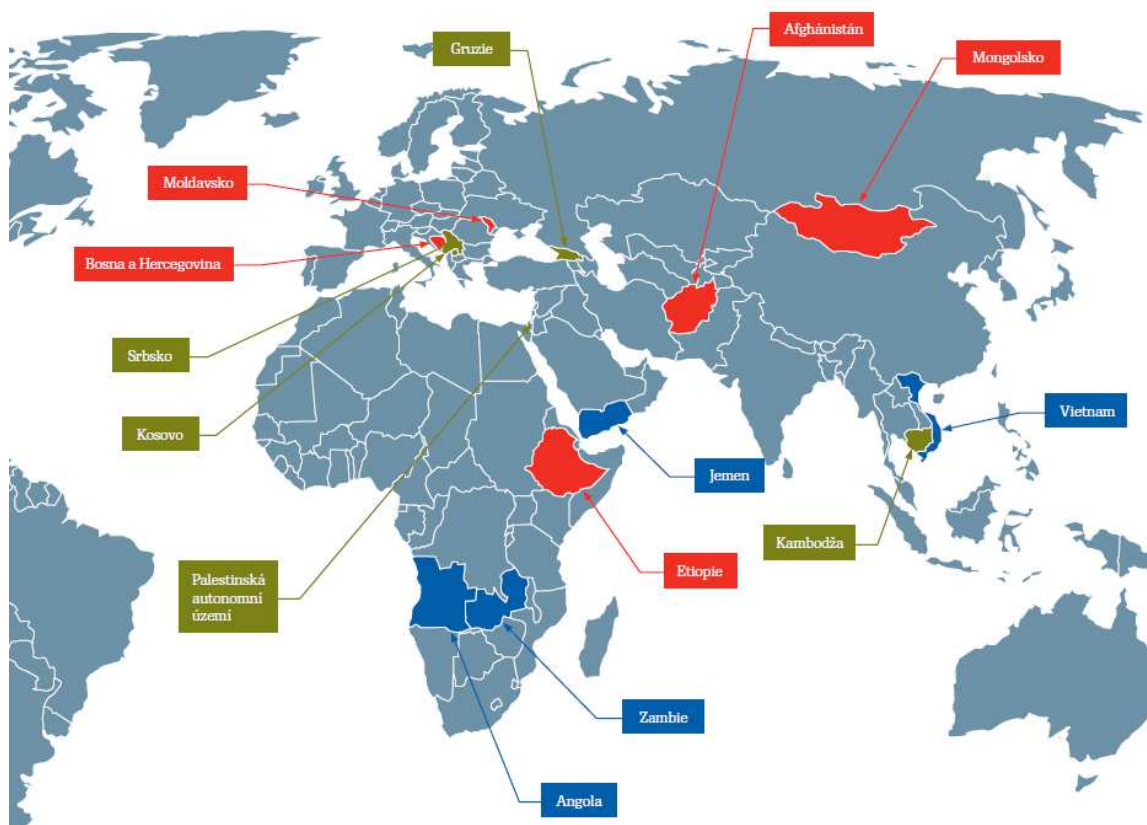 Afghánistán
Gruzie
Mongolsko
Moldavsko
Bosna a Hercegovina
Srbsko
Kosovo
Vietnam
Jemen
Kambodža
Etiopie
Palestinská
autonomní
území
Zambie
Angola